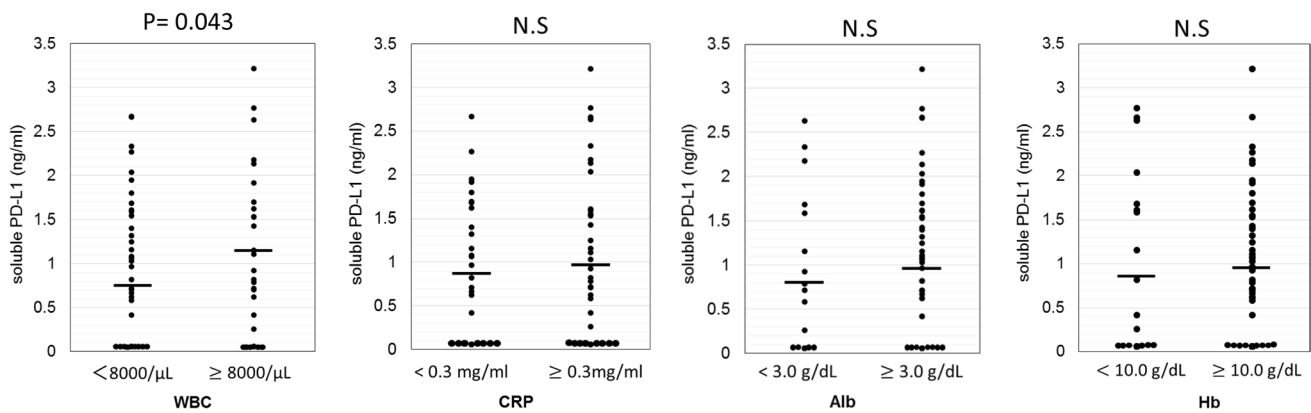 P= 0.043
3.5
3
2.5
2
1.5
1
0.5
0
soluble PD-L1 (ng/ml)
<8000/μL ≥ 8000/μL
WBC
N.S
3.5
3
2.5
2
1.5
1
0.5
0
soluble PD-L1 (ng/ml)
< 0.3 mg/ml ≥ 0.3mg/ml
CRP
N.S
3.5
3
2.5
2
1.5
1
0.5
0
soluble PD-L1 (ng/ml)
< 3.0 g/dL ≥ 3.0 g/dL
Alb
N.S
3.5
3
2.5
2
1.5
1
0.5
0
soluble PD-L1 (ng/ml)
< 10.0 g/dL ≥ 10.0 g/dL
Hb